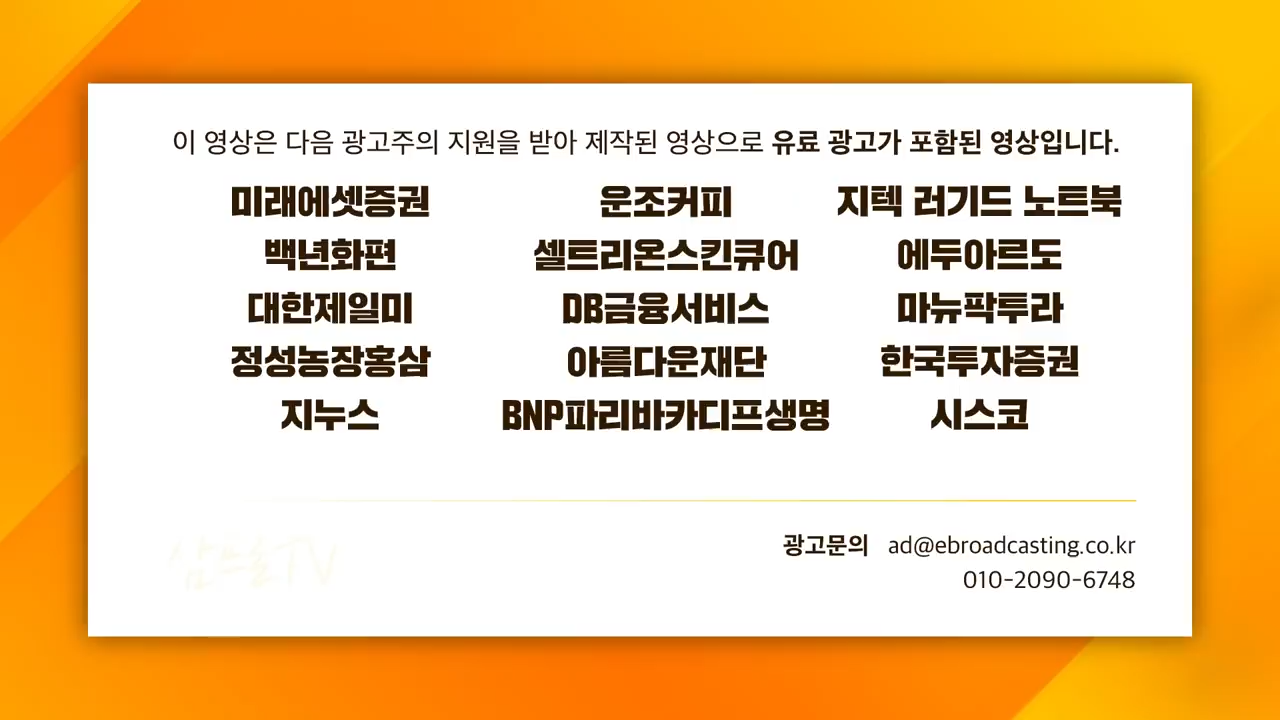 이 영상은 다음 광고주의 지원을 받아 제작된 영상으로 유료 광고가 포함된 영상입니다.
미래에셋증권 운조커피 지텍 러기드 노트북
백년화편 셀트리온스킨큐어 에두아르도
대한제일미 DB금융서비스 마뉴팍투라
정성농장홍삼 아름다운재단 한국투자증권
지누스 BNP파리바카디프생명 시스코
삼프로TV 광고문의 ad@ebroadcasting.co.kr
010-2090-6748